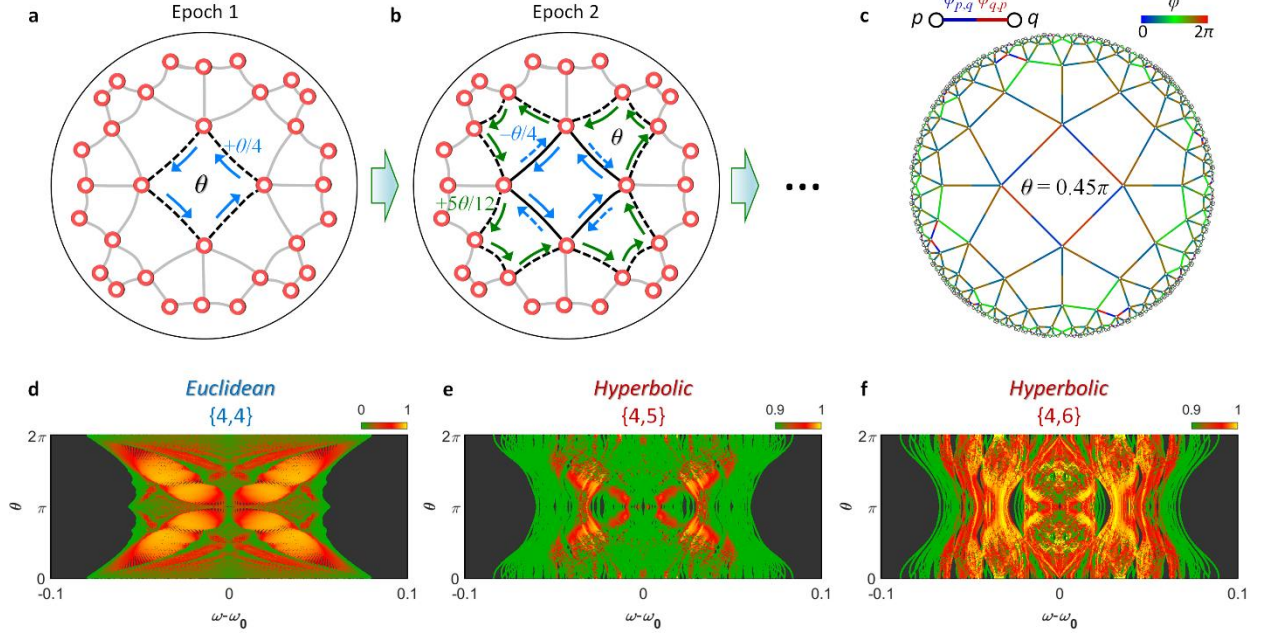 a
Epoch 1
+θ/4
θ
b
Epoch 2
−θ/4
θ
+5θ/12
...
c
p
φp,q
φq,p
q
φ
0
2π
θ = 0.45π
d
Euclidean
{4,4}
0
1
2π
θ
π
0
-0.1
0
0.1
ω-ω0
e
Hyperbolic
{4,5}
0.9
1
2π
θ
π
0
-0.1
0
0.1
ω-ω0
f
Hyperbolic
{4,6}
0.9
1
2π
θ
π
0
-0.1
0
0.1
ω-ω0